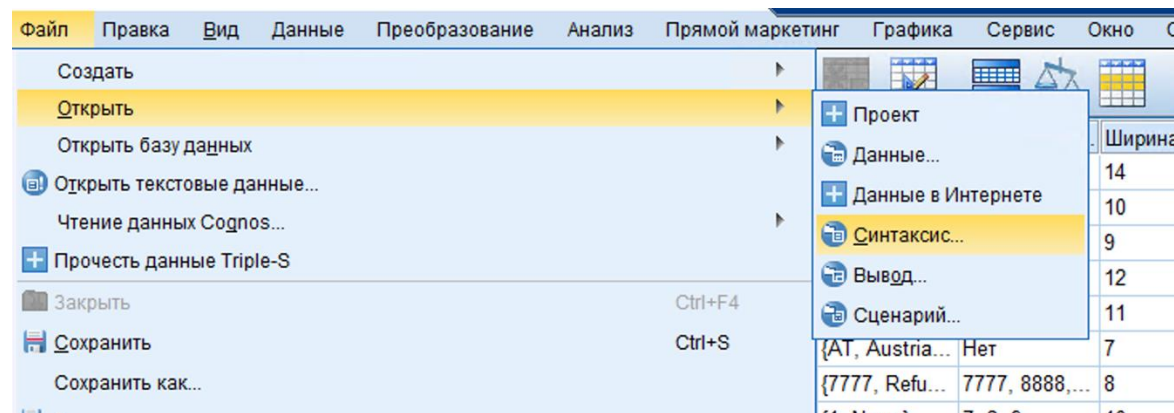 Файл Правка Вид Данные Преобразование Анализ Прямой маркетинг Графика Сервис Окно
Создать
Открыть
Открыть базу данных
Открыть текстовые данные...
Чтение данных Cognos...
Прочесть данные Triple-S
Закрыть Ctrl+F4
Сохранить Ctrl+S
Сохранить как...
Проект
Данные...
Данные в Интернете
Синтаксис...
Вывод...
Сценарий...
Ширина
14
10
9
12
11
{AT, Austria... Нет 7
{7777, Refu... 7777, 8888,... 8